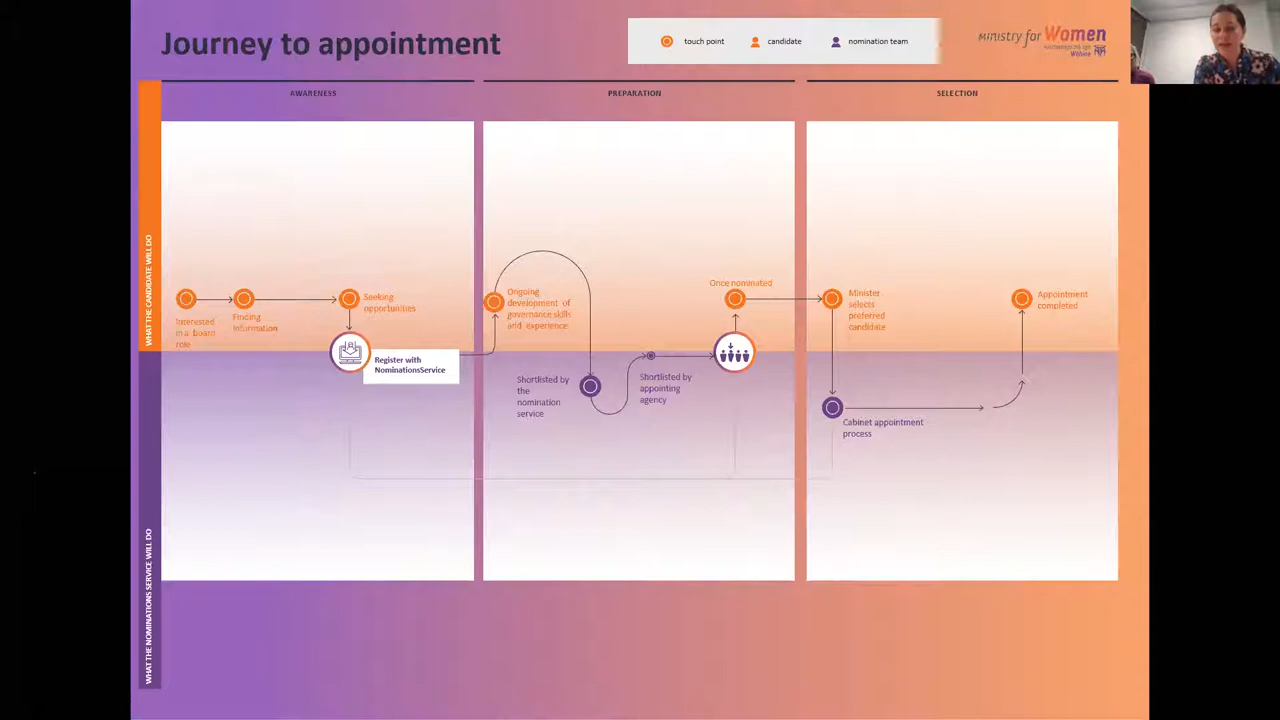 Journey to appointment
touch point
candidate
nomination team
MINISTRY for Women
AWARENESS
PREPARATION
SELECTION
WHAT THE CANDIDATE WILL DO
WHAT THE NOMINATIONS SERVICE WILL DO
Interested
in a board
role
Finding
information
Seeking
opportunities
Register with
NominationsService
Ongoing
development of
governance skills
and experience
Shortlisted by
the
nomination
service
Shortlisted by
appointing
agency
Once nominated
Minister
selects
preferred
candidate
Cabinet appointment
process
Appointment
completed